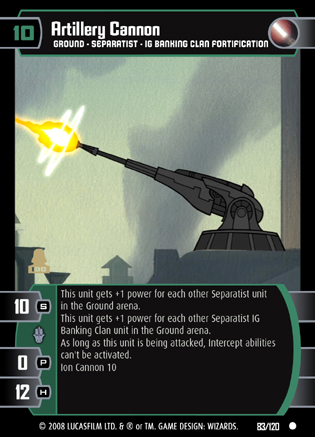 10
Artillery Cannon
GROUND - SEPARATIST - IG BANKING CLAN FORTIFICATION
10 S
0 P
12 H
This unit gets +1 power for each other Separatist unit
in the Ground arena.
This unit gets +1 power for each other Separatist IG
Banking Clan unit in the Ground arena.
As long as this unit is being attacked, Intercept abilities
can't be activated.
Ion Cannon 10
© 2008 LUCASFILM LTD. & ® or TM. GAME DESIGN: WIZARDS. 83/120